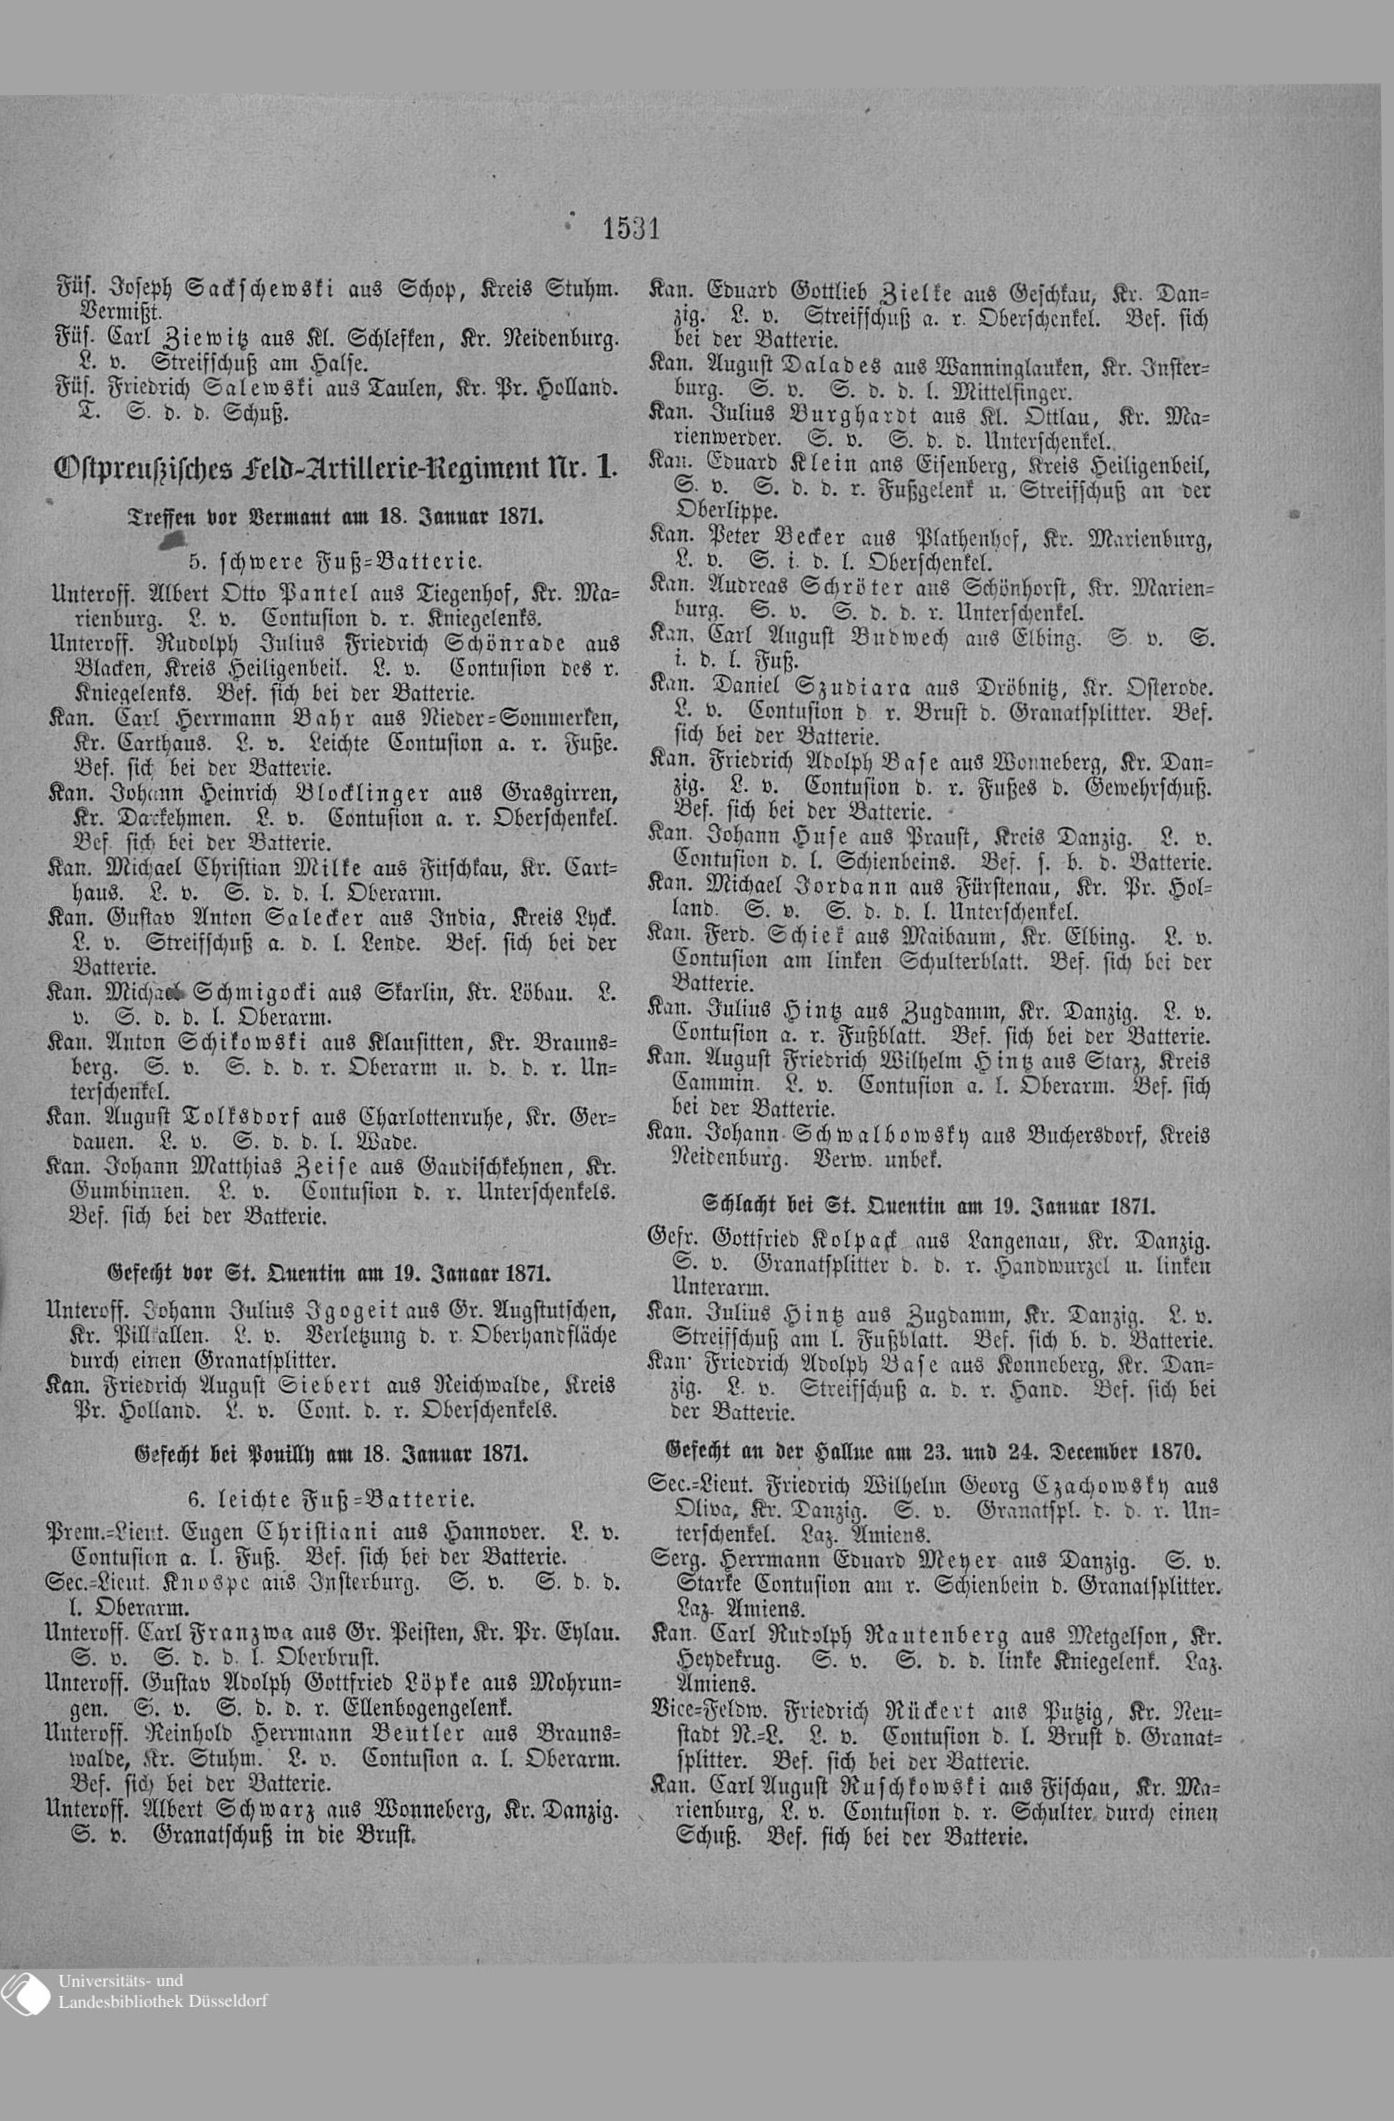 1531
Füs. Joseph Sackschewski aus Schop, Kreis Stuhm.
Vermißt.
Füs. Carl Ziewitz aus Kl. Schlefken, Kr. Neidenburg.
L. v. Streifschuß am Halse.
Füs. Friedrich Salewski aus Taulen, Kr. Pr. Holland.
T. S. d. d. Schuß.
Ostpreußisches Feld-Artillerie-Regiment Nr. 1.
Treffen vor Vermant am 18. Januar 1871.
5. schwere Fuß-Batterie.
Unteroff. Albert Otto Pantel aus Tiegenhof, Kr. Ma-
rienburg. L. v. Contusion d. r. Kniegelenks.
Unteroff. Rudolph Julius Friedrich Schönrade aus
Blacken, Kreis Heiligenbeil. L. v. Contusion des r.
Kniegelenks. Bef. sich bei der Batterie.
Kan. Carl Herrmann Bahr aus Nieder-Sommerken,
Kr. Carthaus. L. v. Leichte Contusion a. r. Fuße.
Bef. sich bei der Batterie.
Kan. Johann Heinrich Blocklinger aus Grasgirren,
Kr. Darkehmen. L. v. Contusion a. r. Oberschenkel.
Bef. sich bei der Batterie.
Kan. Michael Christian Milke aus Fitschkau, Kr. Cart-
haus. L. v. S. d. d. l. Oberarm.
Kan. Gustav Anton Salecker aus India, Kreis Lyck.
L. v. Streifschuß a. d. l. Lende. Bef. sich bei der
Batterie.
Kan. Michael Schmigocki aus Skarlin, Kr. Löbau. L.
v. S. d. d. l. Oberarm.
Kan. Anton Schikowski aus Klausitten, Kr. Brauns-
berg. S. v. S. d. d. r. Oberarm u. d. d. r. Un-
terschenkel.
Kan. August Tolksdorf aus Charlottenruhe, Kr. Ger-
dauen. L. v. S. d. d. l. Wade.
Kan. Johann Matthias Zeise aus Gaudischkehnen, Kr.
Gumbinnen. L. v. Contusion d. r. Unterschenkels.
Bef. sich bei der Batterie.
Gefecht vor St. Quentin am 19. Januar 1871.
Unteroff. Johann Julius Igogeit aus Gr. Augstutschen,
Kr. Pillkallen. L. v. Verletzung d. r. Oberhandfläche
durch einen Granatsplitter.
Kan. Friedrich August Siebert aus Reichwalde, Kreis
Pr. Holland. L. v. Cont. d. r. Oberschenkels.
Gefecht bei Pouilly am 18. Januar 1871.
6. leichte Fuß-Batterie.
Prem.-Lieut. Eugen Christiani aus Hannover. L. v.
Contusion a. l. Fuß. Bef. sich bei der Batterie.
Sec.-Lieut. Knospe aus Insterburg. S. v. S. d. d.
l. Oberarm.
Unteroff. Carl Franzwa aus Gr. Peisten, Kr. Pr. Eylau.
S. v. S. d. d. l. Oberbrust.
Unteroff. Gustav Adolph Gottfried Löpke aus Mohrun-
gen. S. v. S. d. d. r. Ellenbogengelenk.
Unteroff. Reinhold Herrmann Beutler aus Brauns-
walde, Kr. Stuhm. L. v. Contusion a. l. Oberarm.
Bef. sich bei der Batterie.
Unteroff. Albert Schwarz aus Wonneberg, Kr. Danzig.
S. v. Granatschuß in die Brust.
Kan. Eduard Gottlieb Zielke aus Geschkau, Kr. Dan-
zig. L. v. Streifschuß a. r. Oberschenkel. Bef. sich
bei der Batterie.
Kan. August Dalades aus Wanninglauken, Kr. Inster-
burg. S. v. S. d. d. l. Mittelfinger.
Kan. Julius Burghardt aus Kl. Ottlau, Kr. Ma-
rienwerder. S. v. S. d. d. Unterschenkel.
Kan. Eduard Klein ans Eisenberg, Kreis Heiligenbeil,
S. v. S. d. d. r. Fußgelenk u. Streifschuß an der
Oberlippe.
Kan. Peter Becker aus Plathenhof, Kr. Marienburg,
L. v. S. i. d. l. Oberschenkel.
Kan. Andreas Schröter aus Schönhorst, Kr. Marien-
burg. S. v. S. d. d. r. Unterschenkel.
Kan. Carl August Budwech aus Elbing. S. v. S.
i. d. l. Fuß.
Kan. Daniel Szudiara aus Dröbnitz, Kr. Osterode.
L. v. Contusion d r. Brust d. Granatsplitter. Bef.
sich bei der Batterie.
Kan. Friedrich Adolph Base aus Wonneberg, Kr. Dan-
zig. L. v. Contusion d. r. Fußes d. Gewehrschuß.
Bef. sich bei der Batterie.
Kan. Johann Huse aus Praust, Kreis Danzig. L. v.
Contusion d. l. Schienbeins. Bef. s. b. d. Batterie.
Kan. Michael Jordann aus Fürstenau, Kr. Pr. Hol-
land. S. v. S. d. d. l. Unterschenkel.
Kan. Ferd. Schiek aus Maibaum, Kr. Elbing. L. v.
Contusion am linken Schulterblatt. Bef. sich bei der
Batterie.
Kan. Julius Hintz aus Zugdamm, Kr. Danzig. L. v.
Contusion a. r. Fußblatt. Bef. sich bei der Batterie.
Kan. August Friedrich Wilhelm Hintz aus Starz, Kreis
Cammin. L. v. Contusion a. l. Oberarm. Bef. sich
bei der Batterie.
Kan. Johann Schwalbowsky aus Buchersdorf, Kreis
Neidenburg. Verw. unbek.
Schlacht bei St. Quentin am 19. Januar 1871.
Gefr. Gottfried Kolpack aus Langenau, Kr. Danzig.
S. v. Granatsplitter d. d. r. Handwurzel u. linken
Unterarm.
Kan. Julius Hintz aus Zugdamm, Kr. Danzig. L. v.
Streifschuß am l. Fußblatt. Bef. sich b. d. Batterie.
Kan. Friedrich Adolph Base aus Konneberg, Kr. Dan-
zig. L. v. Streifschuß a. d. r. Hand. Bef. sich bei
der Batterie.
Gefecht an der Hallue am 23. und 24. December 1870.
Sec.-Lieut. Friedrich Wilhelm Georg Czachowsky aus
Oliva, Kr. Danzig. S. v. Granatspl. d. d. r. Un-
terschenkel. Laz. Amiens.
Serg. Herrmann Eduard Meyer aus Danzig. S. v.
Starke Contusion am r. Schienbein d. Granatsplitter.
Laz. Amiens.
Kan. Carl Rudolph Rautenberg aus Metgelson, Kr.
Heydekrug. S. v. S. d. d. linke Kniegelenk. Laz.
Amiens.
Vice-Feldw. Friedrich Rückert aus Putzig, Kr. Neu-
stadt N.-L. L. v. Contusion d. l. Brust d. Granat-
splitter. Bef. sich bei der Batterie.
Kan. Carl August Ruschkowski aus Fischau, Kr. Ma-
rienburg, L. v. Contusion d. r. Schulter durch einen
Schuß. Bef. sich bei der Batterie.
Universitäts- und
Landesbibliothek Düsseldorf